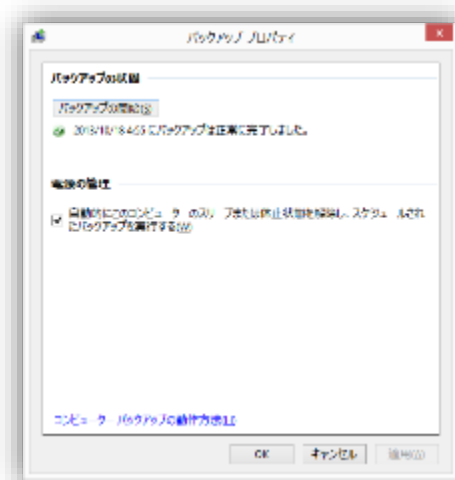 バックアップ プロパティ
バックアップの状態
バックアップの開始(S)
2013/10/18 4:55 にバックアップは正常に完了しました。
電源の管理
自動的にこのコンピューターのスリープまたは休止状態を解除し、スケジュールされ
たバックアップを実行する(W)
コンピューター バックアップの動作方法(L)
OK
キャンセル
適用(A)